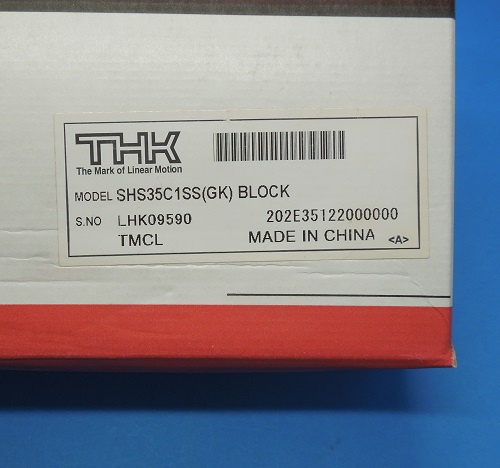 THK
The Mark of Linear Motion
MODEL SHS35C1SS(GK) BLOCK
S.NO LHK09590 202E35122000000
TMCL MADE IN CHINA <A>